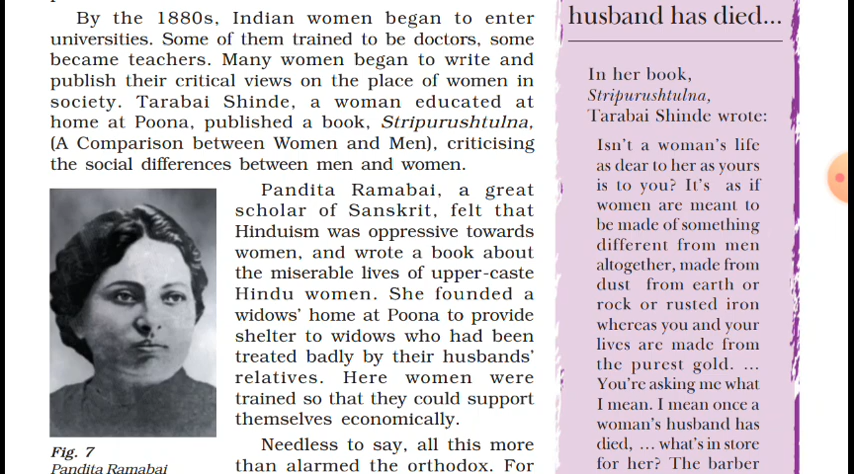 By the 1880s, Indian women began to enter
universities. Some of them trained to be doctors, some
became teachers. Many women began to write and
publish their critical views on the place of women in
society. Tarabai Shinde, a woman educated at
home at Poona, published a book, Stripurushtulna,
(A Comparison between Women and Men), criticising
the social differences between men and women.
Pandita Ramabai, a great
scholar of Sanskrit, felt that
Hinduism was oppressive towards
women, and wrote a book about
the miserable lives of upper-caste
Hindu women. She founded a
widows' home at Poona to provide
shelter to widows who had been
treated badly by their husbands'
relatives. Here women were
trained so that they could support
themselves economically.
Needless to say, all this more
than alarmed the orthodox. For
Fig. 7
Pandita Ramabai
husband has died...
In her book,
Stripurushtulna,
Tarabai Shinde wrote:
Isn't a woman's life
as dear to her as yours
is to you? It's as if
women are meant to
be made of something
different from men
altogether, made from
dust from earth or
rock or rusted iron
whereas you and your
lives are made from
the purest gold. ...
You're asking me what
I mean. I mean once a
woman's husband has
died, ... what's in store
for her? The barber